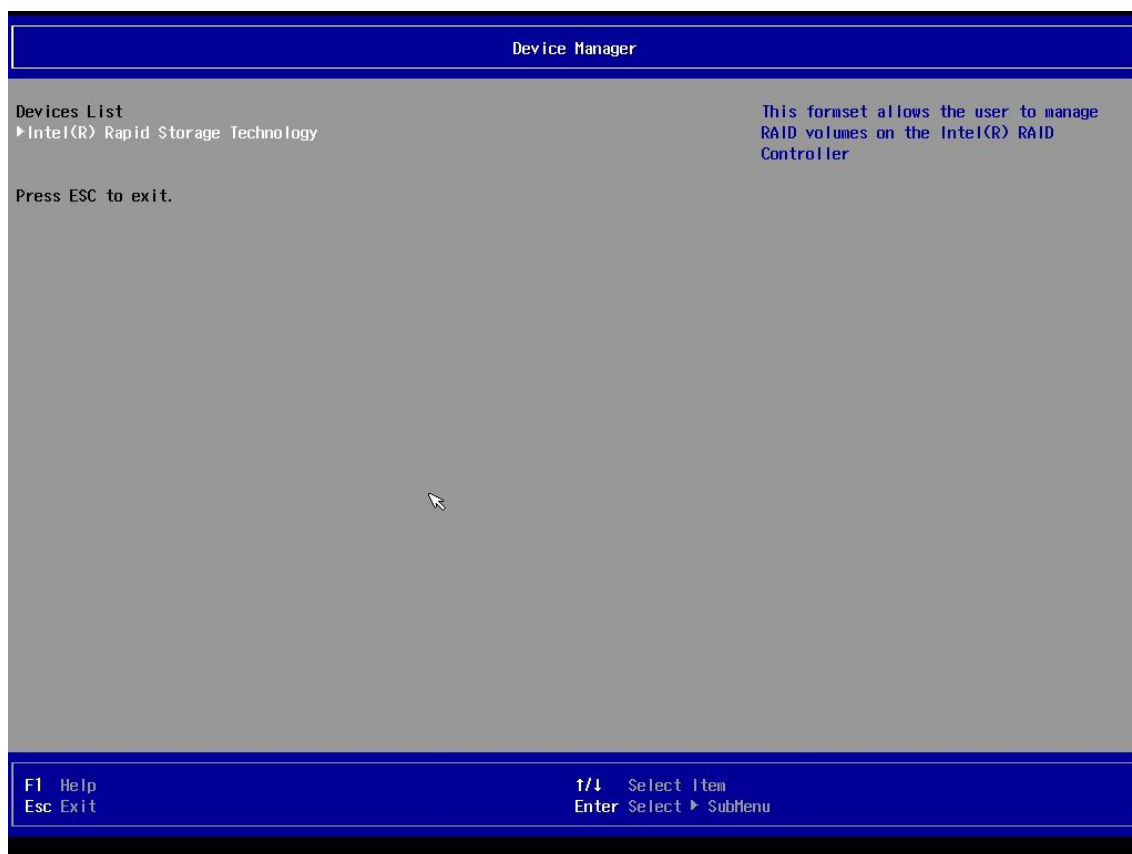 Device Manager
Devices List
▶Intel(R) Rapid Storage Technology
Press ESC to exit.
This formset allows the user to manage
RAID volumes on the Intel(R) RAID
Controller
F1 Help
Esc Exit
↑/↓ Select Item
Enter Select ▶ SubMenu